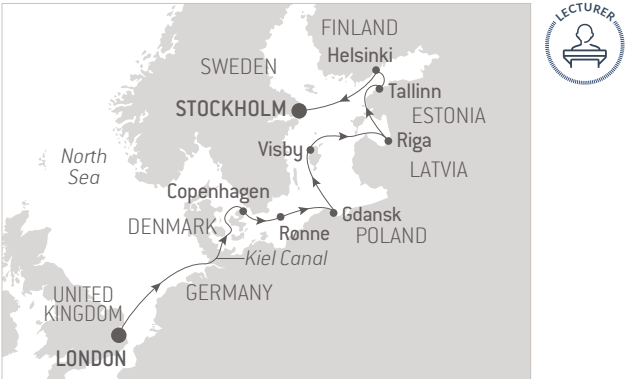 LECTURER
FINLAND
Helsinki
SWEDEN
Tallinn
STOCKHOLM
ESTONIA
Riga
Visby
North
Sea
LATVIA
Copenhagen
Gdansk
DENMARK
Rønne
POLAND
Kiel Canal
GERMANY
UNITED
KINGDOM
LONDON